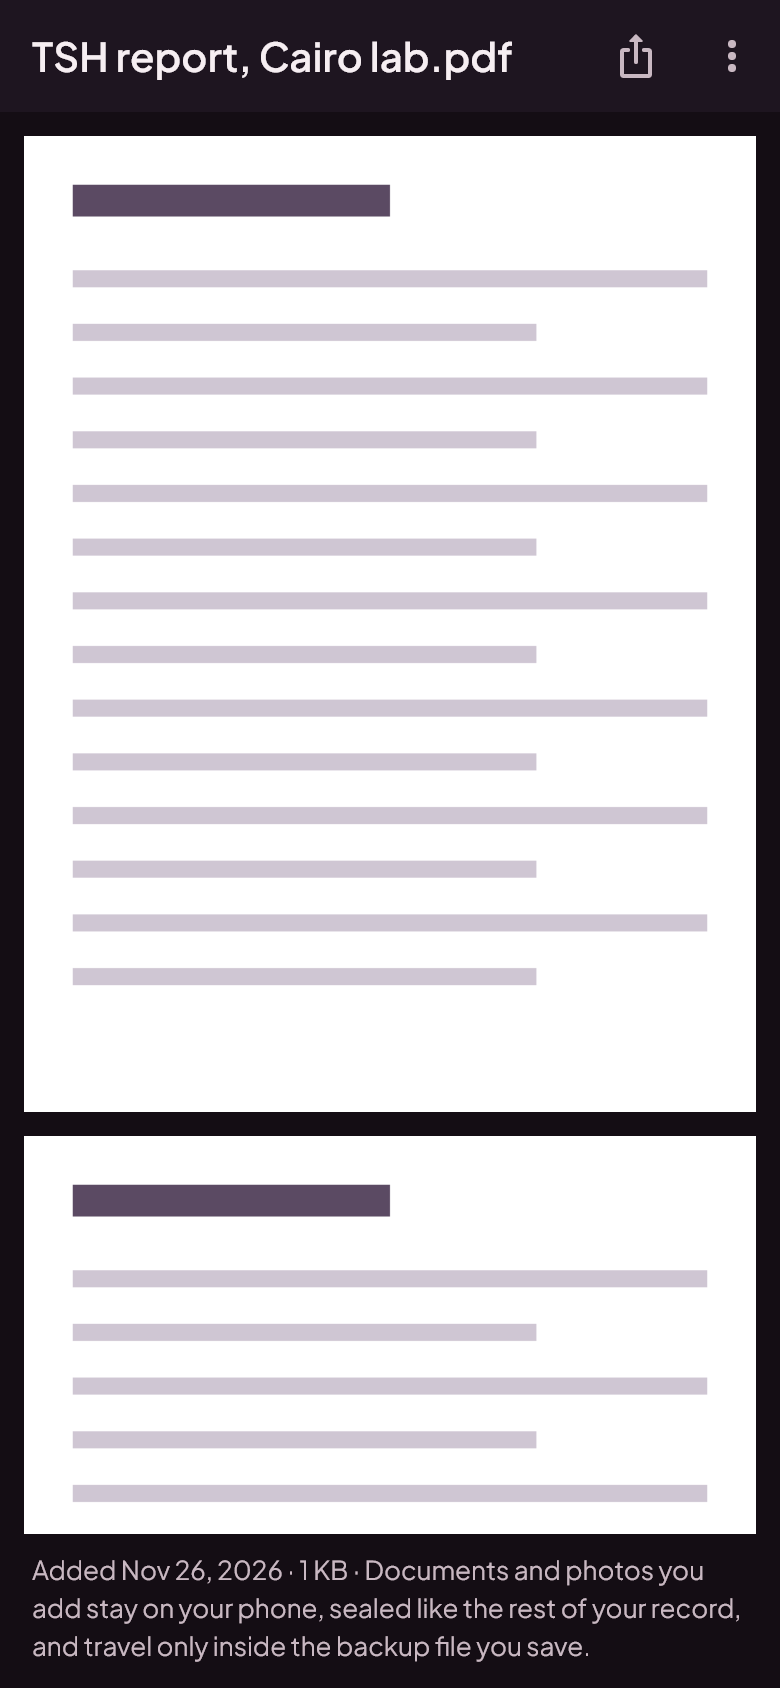 TSH report, Cairo lab.pdf
Added Nov 26, 2026 · 1 KB · Documents and photos you
add stay on your phone, sealed like the rest of your record,
and travel only inside the backup file you save.